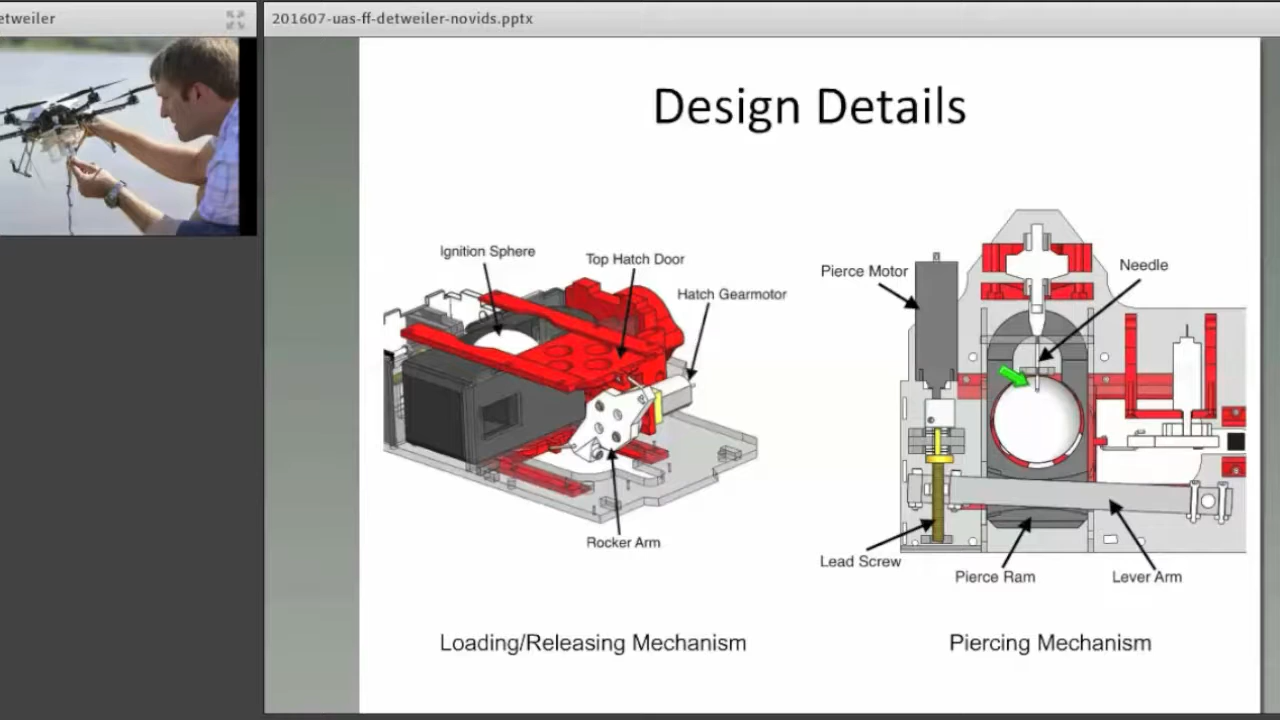 etweiler
201607-uas-ff-detweiler-novids.pptx
Design Details
Ignition Sphere
Top Hatch Door
Hatch Gearmotor
Rocker Arm
Loading/Releasing Mechanism
Pierce Motor
Needle
Lead Screw
Pierce Ram
Lever Arm
Piercing Mechanism